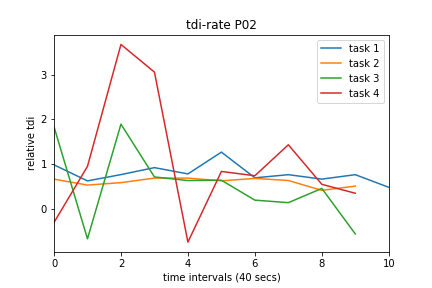 tdi-rate P02
task 1
task 2
task 3
task 4
relative tdi
3
2
1
0
0 2 4 6 8 10
time intervals (40 secs)